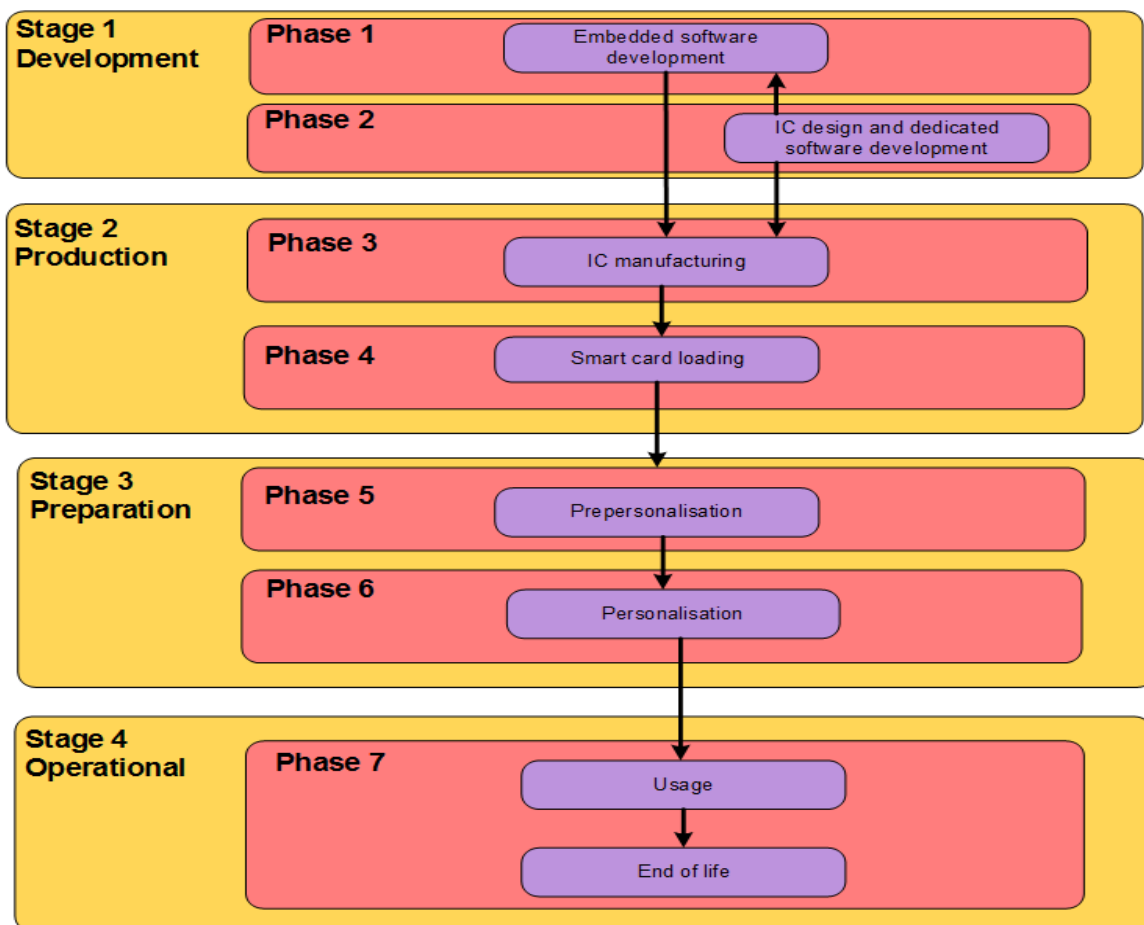 Stage 1
Development
Phase 1
Embedded software
development
Phase 2
IC design and dedicated
software development
Stage 2
Production
Phase 3
IC manufacturing
Phase 4
Smart card loading
Stage 3
Preparation
Phase 5
Prepersonalisation
Phase 6
Personalisation
Stage 4
Operational
Phase 7
Usage
End of life